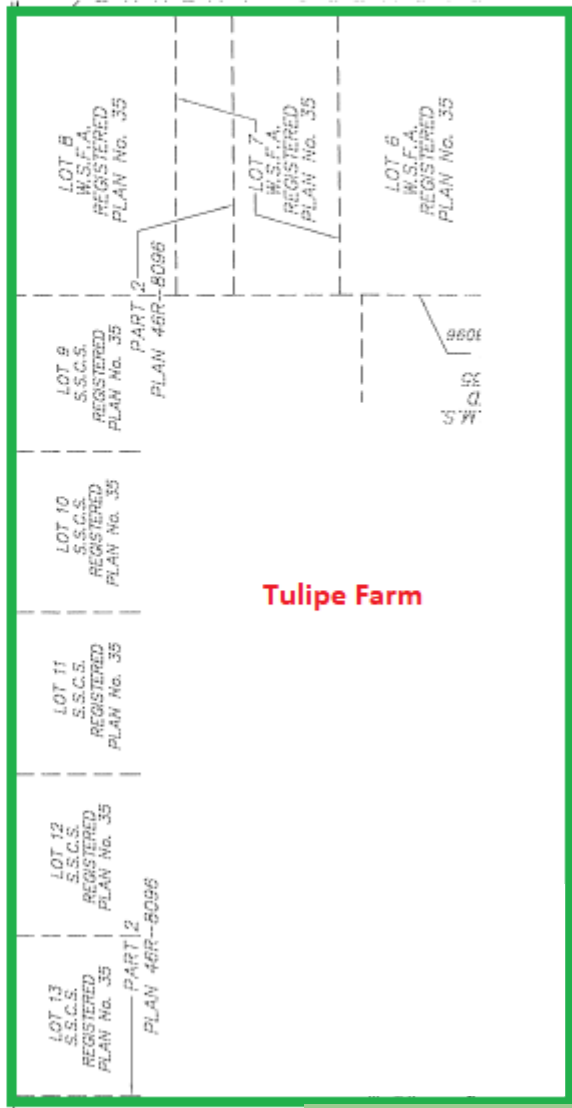 LOT 8
W.S.F.A.
REGISTERED
PLAN No. 35
LOT 7
W.S.F.A.
REGISTERED
PLAN No. 35
LOT 6
W.S.F.A.
REGISTERED
PLAN No. 35
PART 2
PLAN 46R-8096
LOT 9
S.S.C.S.
REGISTERED
PLAN No. 35
LOT 10
S.S.C.S.
REGISTERED
PLAN No. 35
Tulipe Farm
LOT 11
S.S.C.S.
REGISTERED
PLAN No. 35
LOT 12
S.S.C.S.
REGISTERED
PLAN No. 35
LOT 13
S.S.C.S.
REGISTERED
PLAN No. 35
PART 2
PLAN 46R-8096